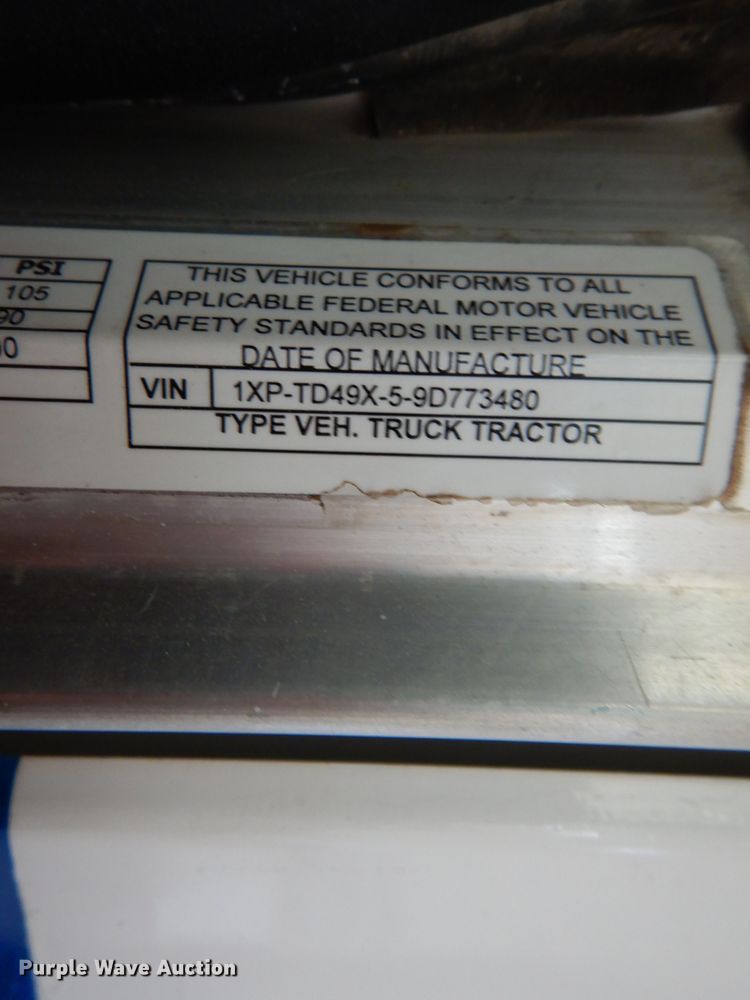 PSI
105
90
00
THIS VEHICLE CONFORMS TO ALL
APPLICABLE FEDERAL MOTOR VEHICLE
SAFETY STANDARDS IN EFFECT ON THE
DATE OF MANUFACTURE
VIN 1XP-TD49X-5-9D773480
TYPE VEH. TRUCK TRACTOR
Purple Wave Auction